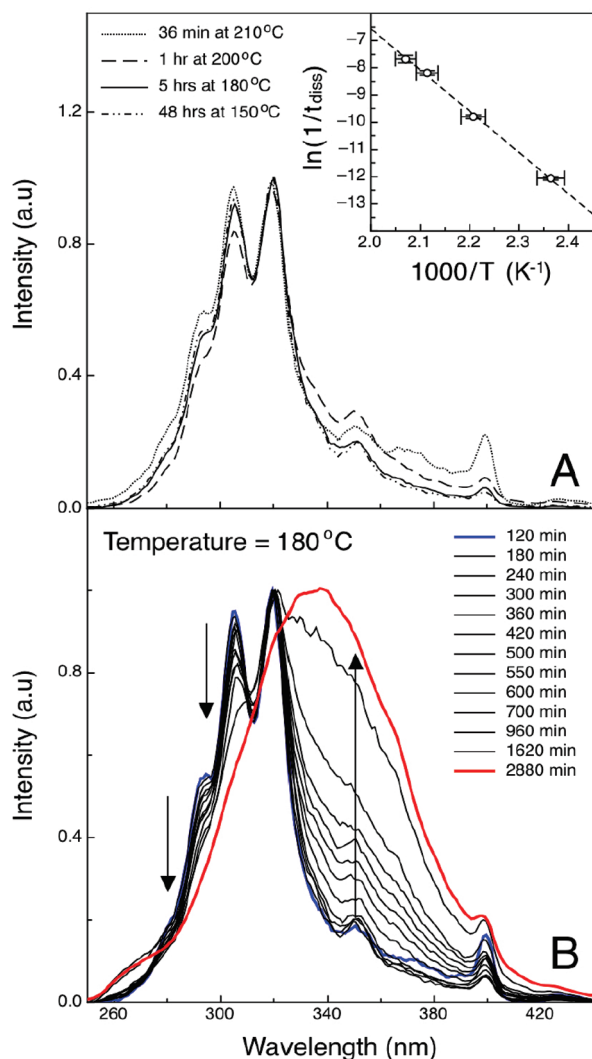 36 min at 210°C
1 hr at 200°C
5 hrs at 180°C
48 hrs at 150°C
ln(1/tdiss)
-7
-8
-9
-10
-11
-12
-13
2.0 2.1 2.2 2.3 2.4
1000/T (K-1)
Intensity (a.u)
1.2
0.8
0.4
0.0
A
Temperature = 180°C
120 min
180 min
240 min
300 min
360 min
420 min
500 min
550 min
600 min
700 min
960 min
1620 min
2880 min
Intensity (a.u)
0.8
0.4
0.0
B
260 300 340 380 420
Wavelength (nm)